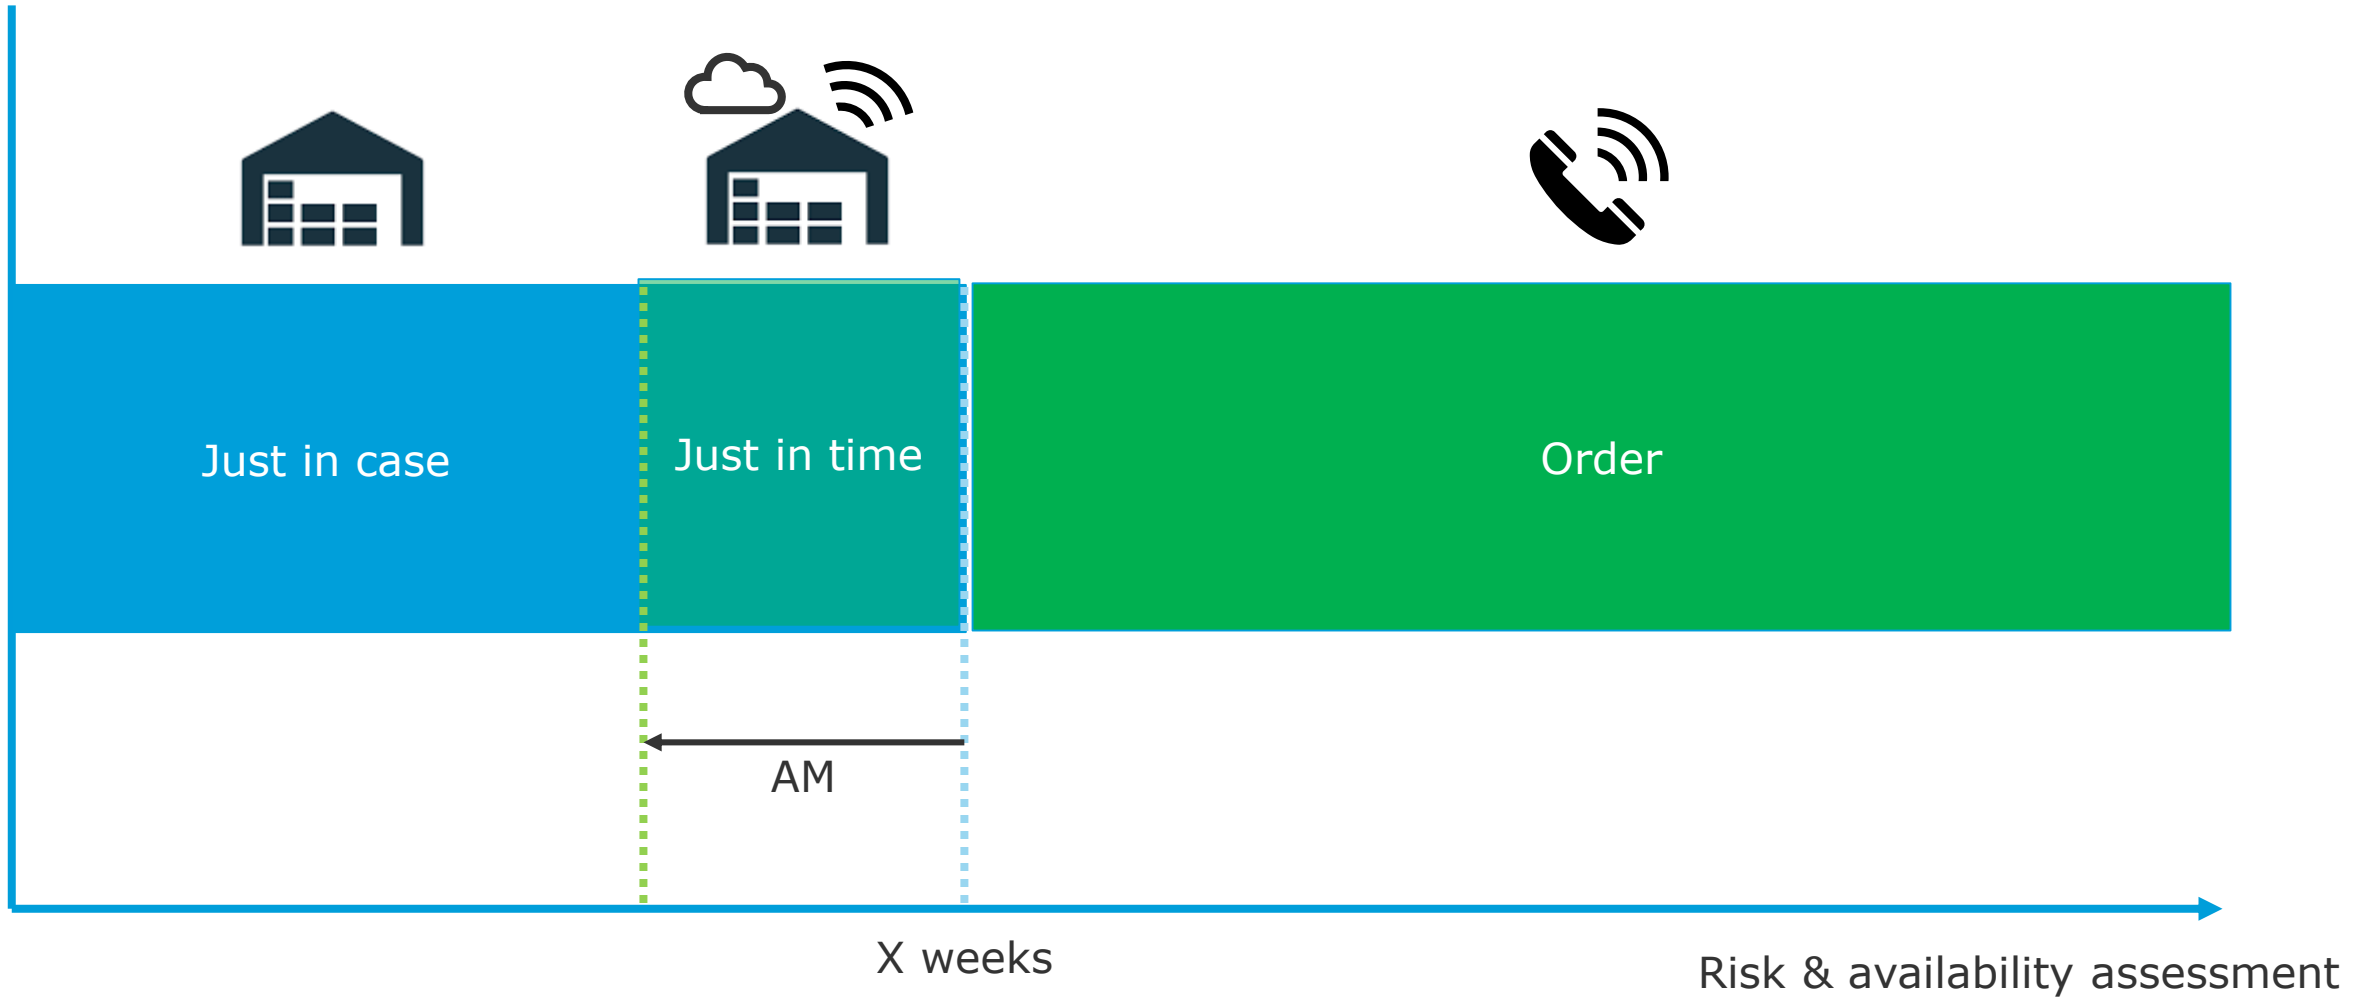 Just in case
Just in time
Order
AM
X weeks
Risk & availability assessment